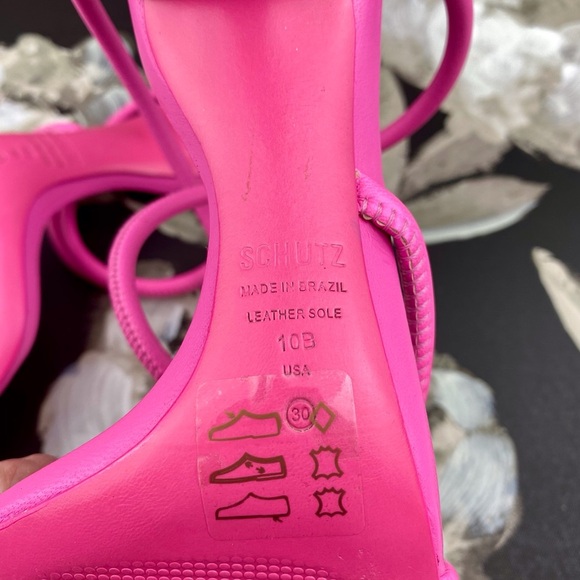 SCHUTZ
MADE IN BRAZIL
LEATHER SOLE
10B
USA
30